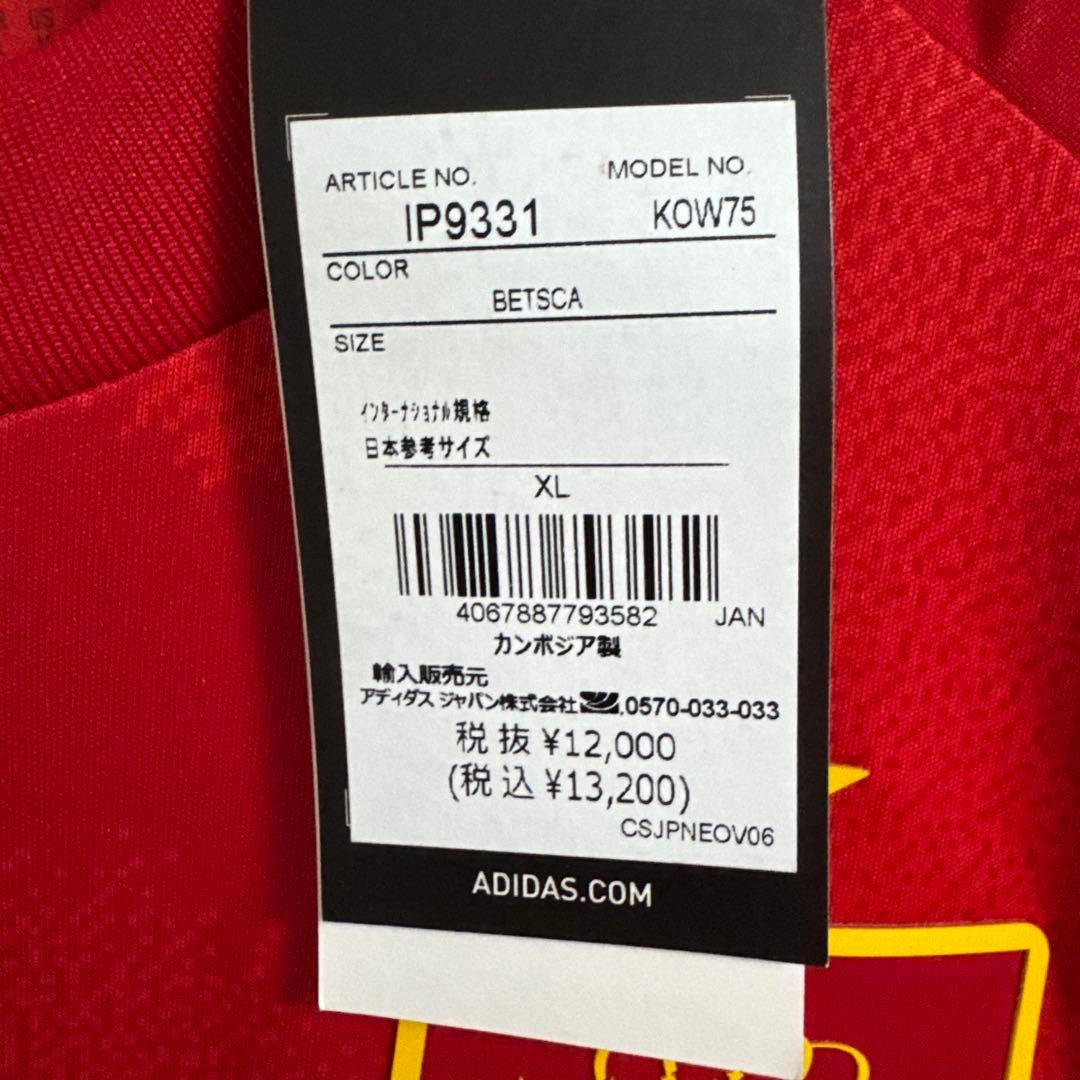 ARTICLE NO. MODEL NO.
IP9331 KOW75
COLOR
BETSCA
SIZE
インターナショナル規格
日本参考サイズ
XL
4067887793582 JAN
カンボジア製
輸入販売元
アディダス ジャパン株式会社 0570-033-033
税抜 ¥12,000
(税込 ¥13,200)
CSJPNEOV06
ADIDAS.COM